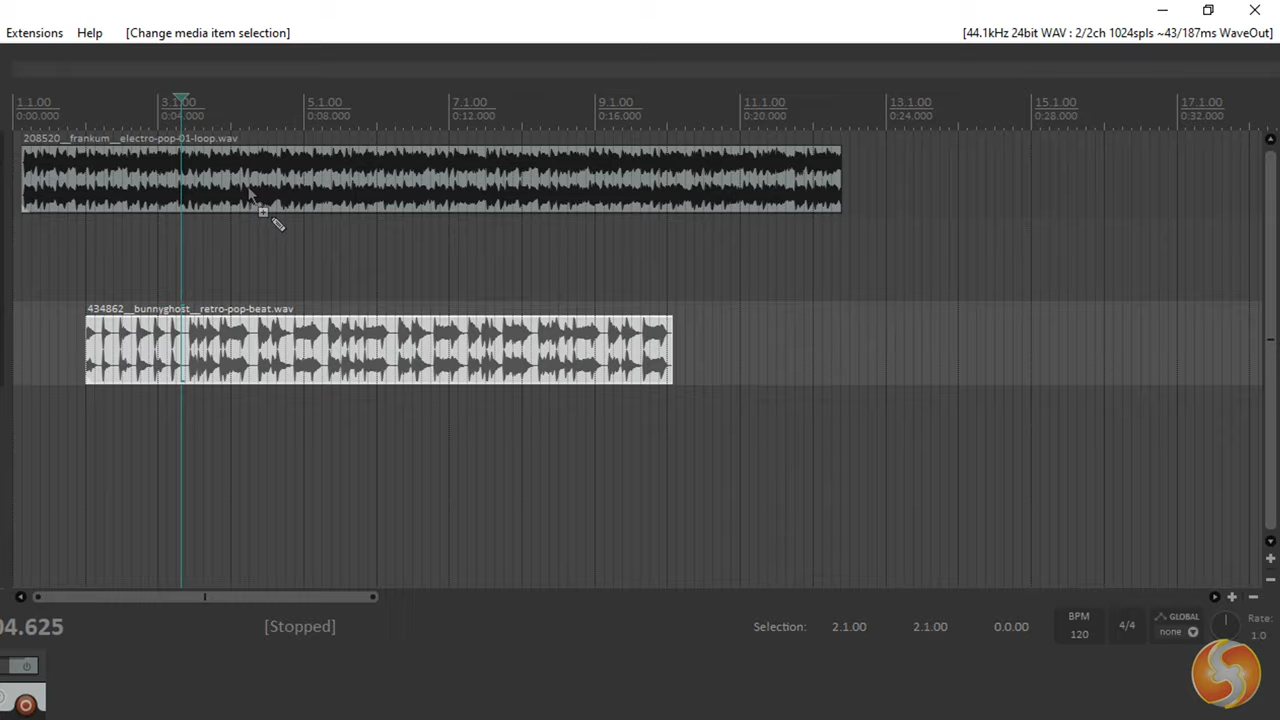 Extensions Help [Change media item selection] [44.1kHz 24bit WAV : 2/2ch 1024spls ~43/187ms WaveOut]
1.1.00 3.1.00 5.1.00 7.1.00 9.1.00 11.1.00 13.1.00 15.1.00 17.1.00
0:00.000 0:04.000 0:08.000 0:12.000 0:16.000 0:20.000 0:24.000 0:28.000 0:32.000
208520__frankum__electro-pop-01-loop.wav
434862__bunnyghost__retro-pop-beat.wav
04.625 [Stopped] Selection: 2.1.00 2.1.00 0.0.00
BPM
120
4/4
GLOBAL
none
Rate:
1.0